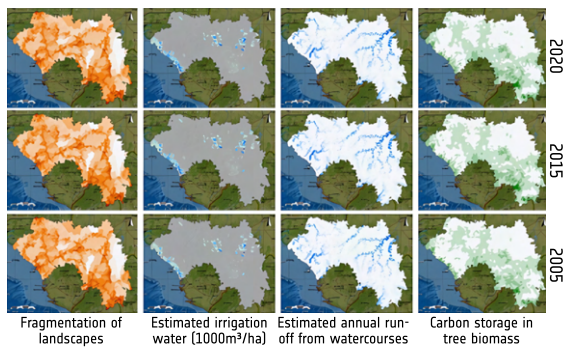 2020
2015
2005
Fragmentation of
landscapes
Estimated irrigation
water (1000m³/ha)
Estimated annual run-
off from watercourses
Carbon storage in
tree biomass